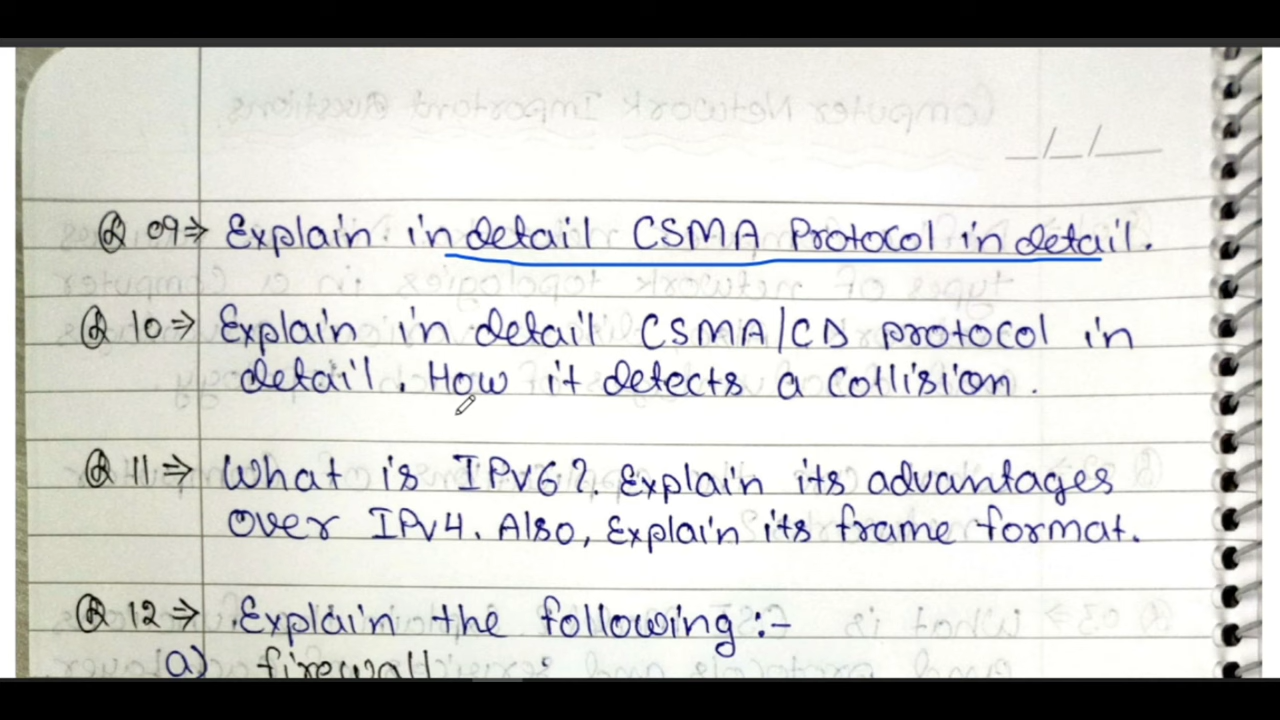 Q 09⇒ Explain in detail CSMA Protocol in detail.
Q 10⇒ Explain in detail CSMA/CD protocol in
detail. How it detects a collision.
Q 11⇒ What is IPv6?. Explain its advantages
over IPv4. Also, Explain its frame format.
Q 12⇒ Explain the following:-
a) firewall